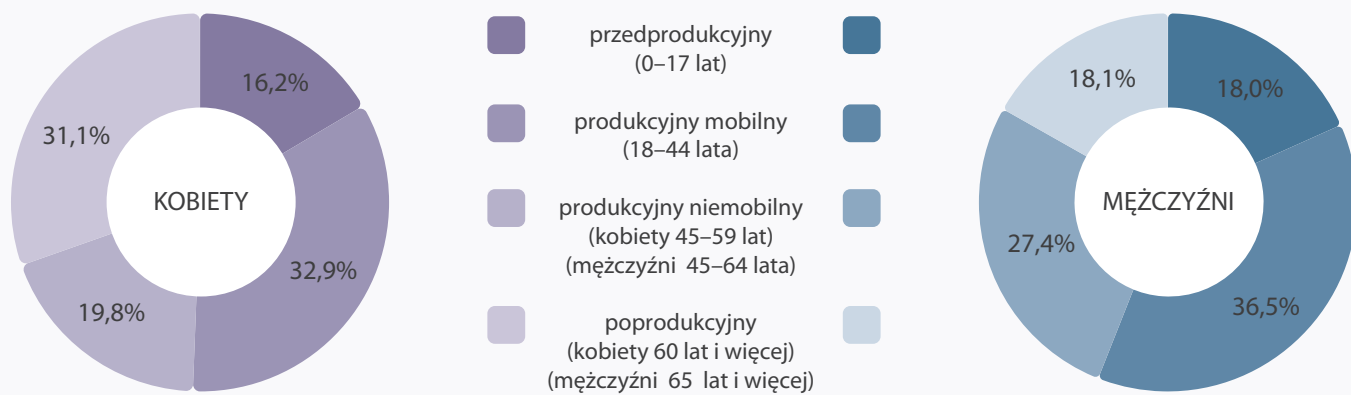 16,2%
31,1%
KOBIETY
32,9%
19,8%
przedprodukcyjny
(0–17 lat)
produkcyjny mobilny
(18–44 lata)
produkcyjny niemobilny
(kobiety 45–59 lat)
(mężczyźni 45–64 lata)
poprodukcyjny
(kobiety 60 lat i więcej)
(mężczyźni 65 lat i więcej)
18,1%
18,0%
MĘŻCZYŹNI
27,4%
36,5%